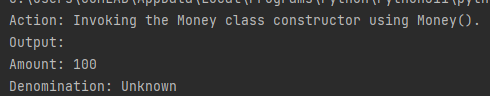 Action: Invoking the Money class constructor using Money().
Output:
Amount: 100
Denomination: Unknown